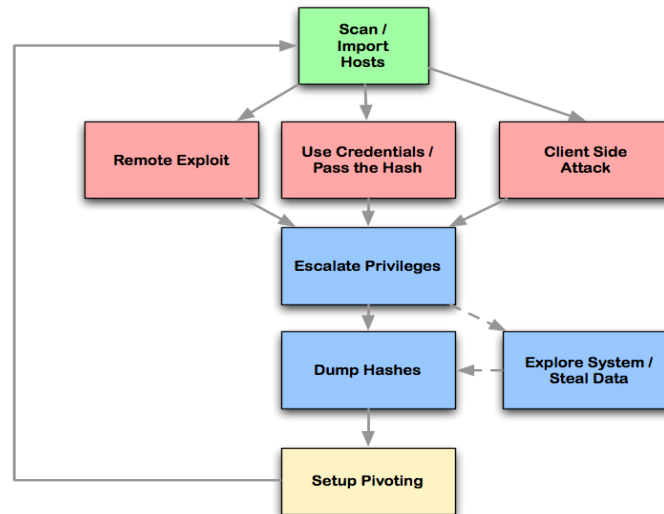 Scan /
Import
Hosts
Remote Exploit
Use Credentials /
Pass the Hash
Client Side
Attack
Escalate Privileges
Dump Hashes
Explore System /
Steal Data
Setup Pivoting